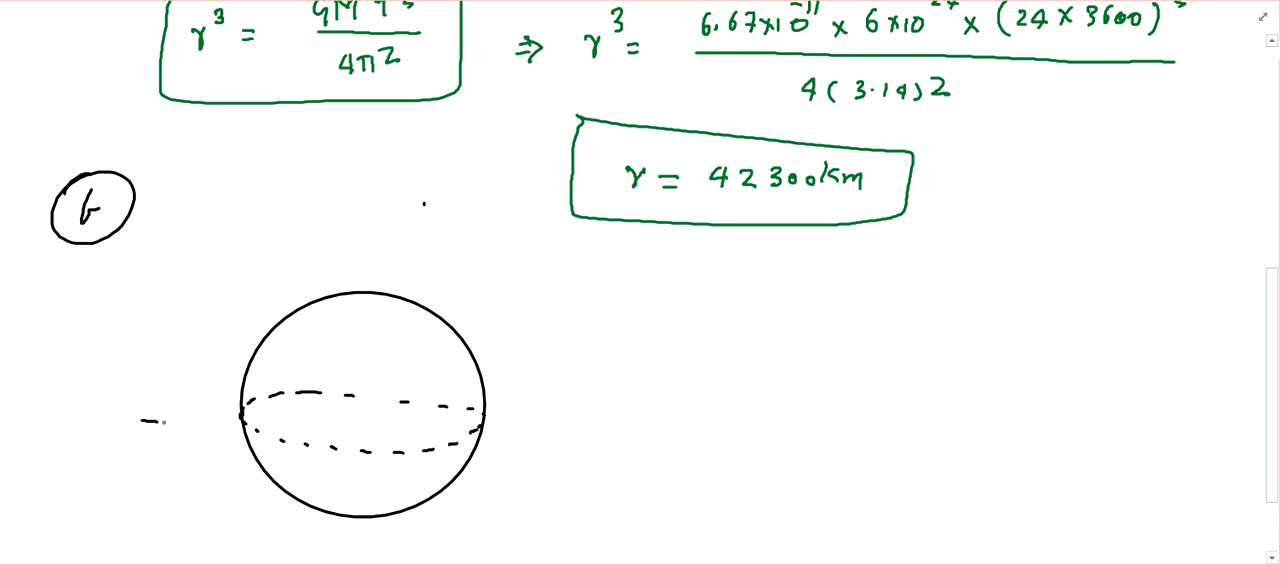 r³ = GMT² / 4π2 ⇒ r³ = 6.67×10⁻¹¹ × 6×10²⁴ × (24 × 3600)² / 4(3.14)2
r = 42300km
b